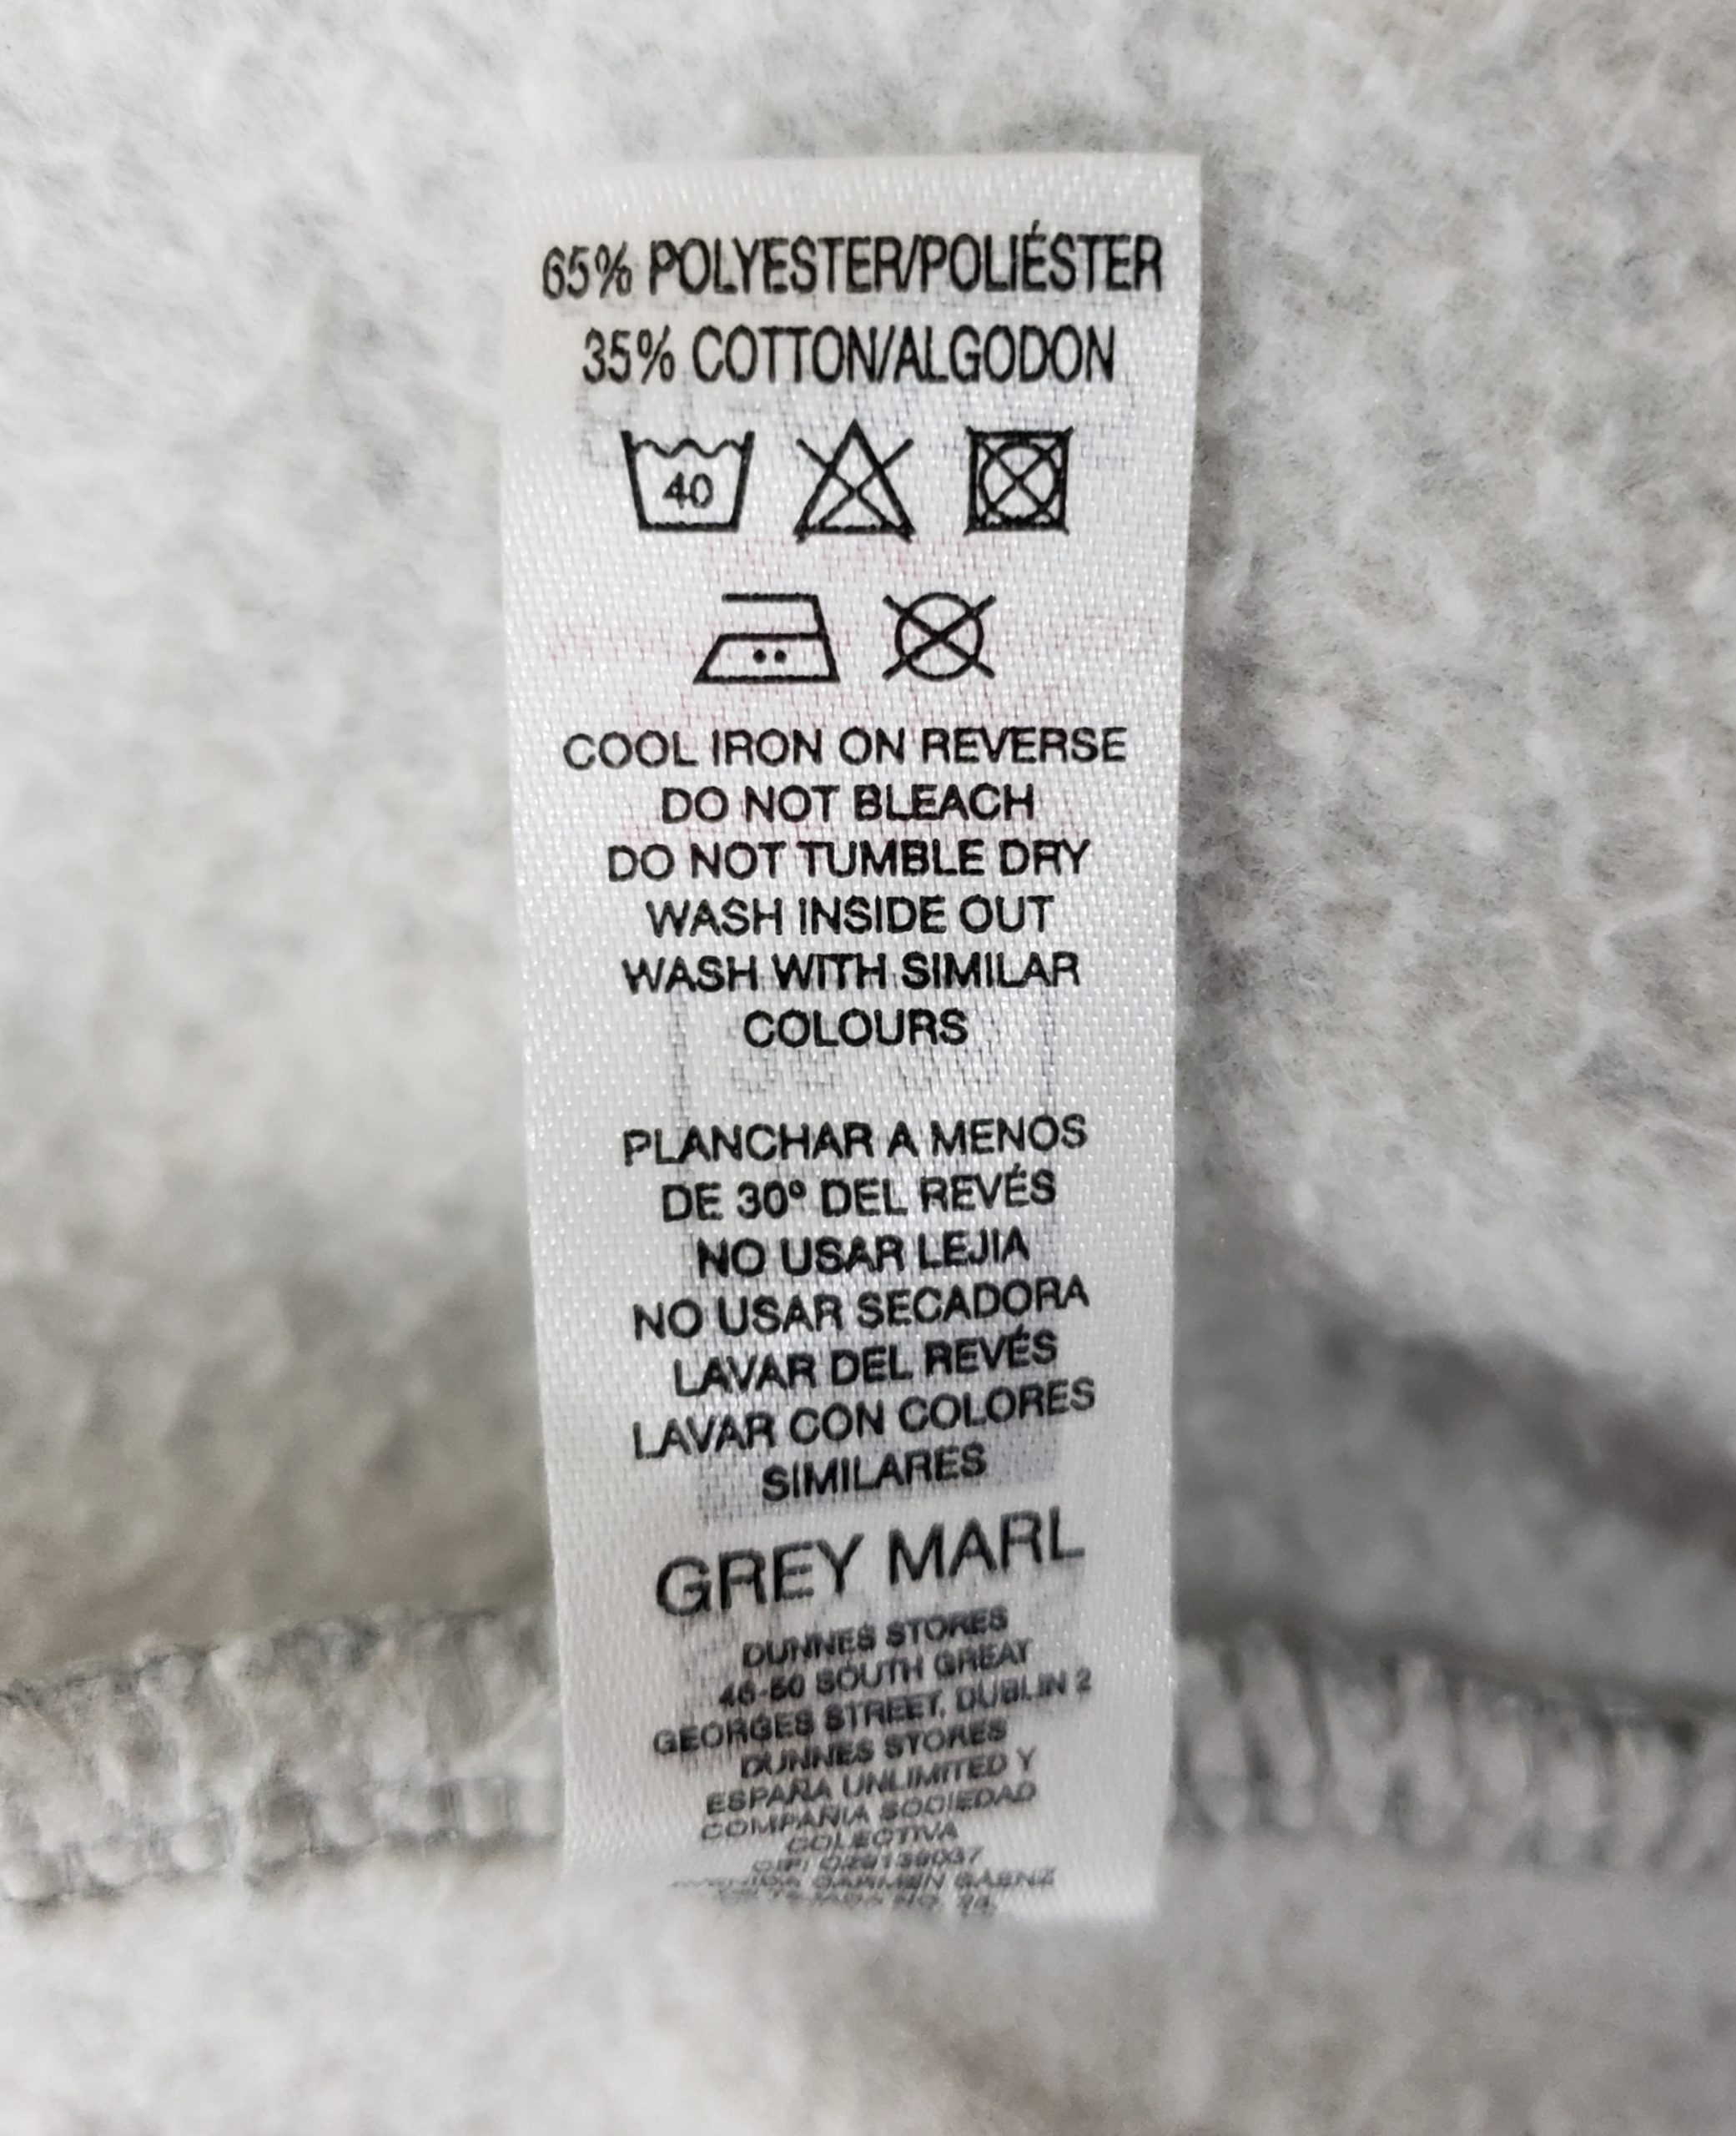 65% POLYESTER/POLIÉSTER
35% COTTON/ALGODON
40
COOL IRON ON REVERSE
DO NOT BLEACH
DO NOT TUMBLE DRY
WASH INSIDE OUT
WASH WITH SIMILAR
COLOURS
PLANCHAR A MENOS
DE 30º DEL REVÉS
NO USAR LEJIA
NO USAR SECADORA
LAVAR DEL REVÉS
LAVAR CON COLORES
SIMILARES
GREY MARL
DUNNES STORES
46-50 SOUTH GREAT
GEORGES STREET, DUBLIN 2
DUNNES STORES
ESPAÑA UNLIMITED Y
COMPAÑIA SOCIEDAD
COLECTIVA
CARMEN SAENZ